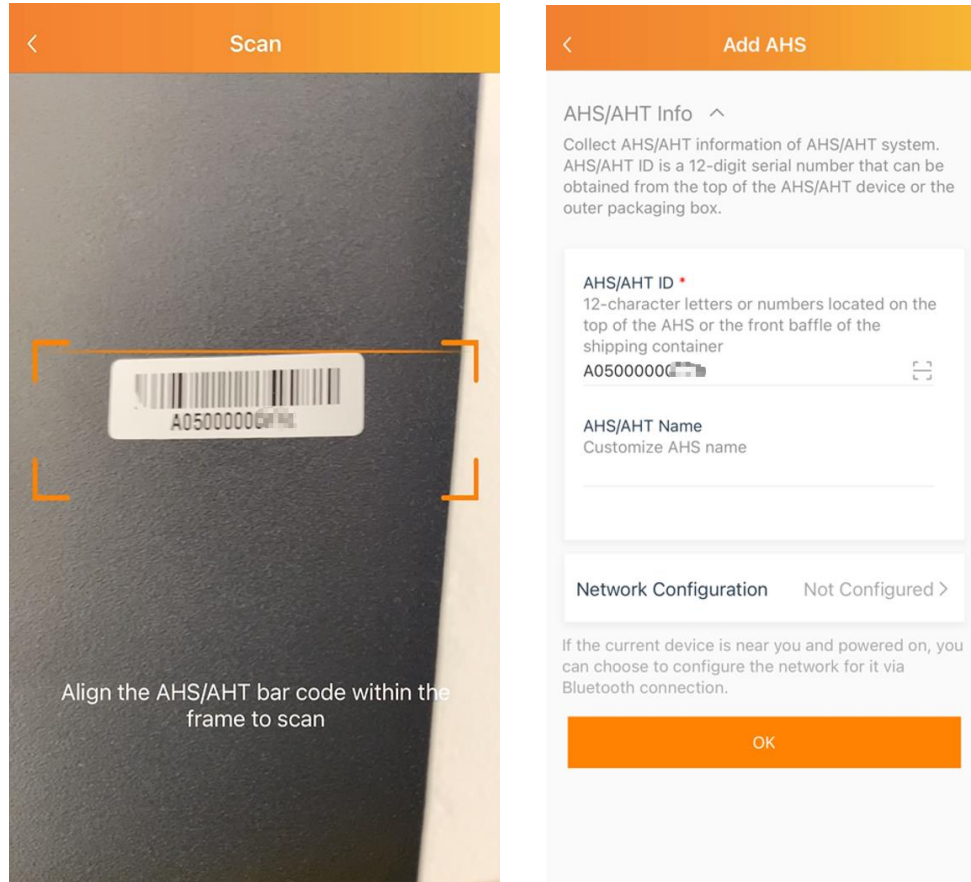 Scan
Align the AHS/AHT bar code within the
frame to scan
Add AHS
AHS/AHT Info
Collect AHS/AHT information of AHS/AHT system.
AHS/AHT ID is a 12-digit serial number that can be
obtained from the top of the AHS/AHT device or the
outer packaging box.
AHS/AHT ID *
12-character letters or numbers located on the
top of the AHS or the front baffle of the
shipping container
AHS/AHT Name
Customize AHS name
Network Configuration Not Configured >
If the current device is near you and powered on, you
can choose to configure the network for it via
Bluetooth connection.
OK